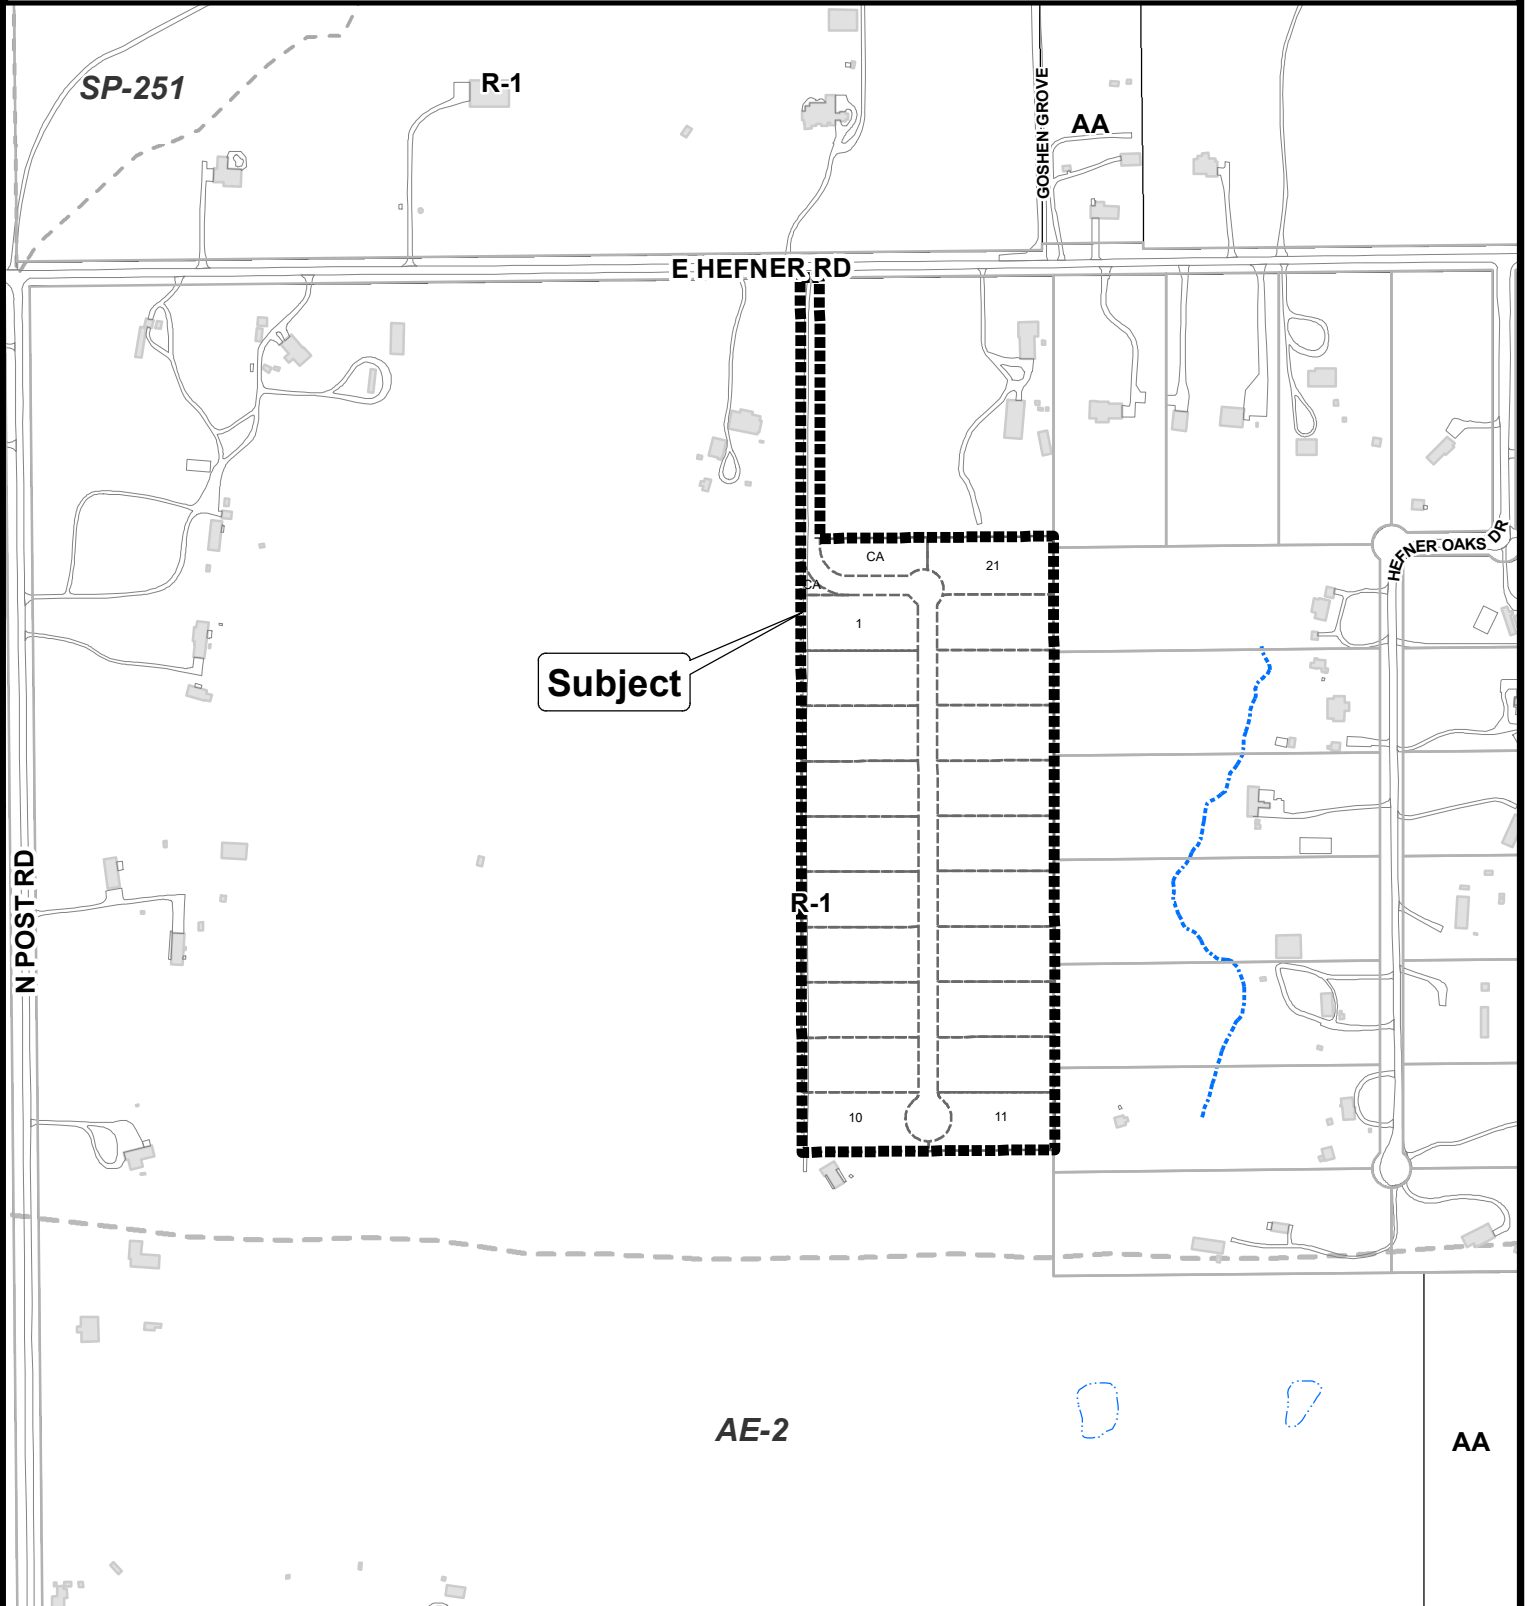 SP-251
R-1
GOSHEN GROVE
AA
E HEFNER RD
CA
21
CA
HEFNER OAKS DR
1
Subject
N POST RD
R-1
10
11
AE-2
AA